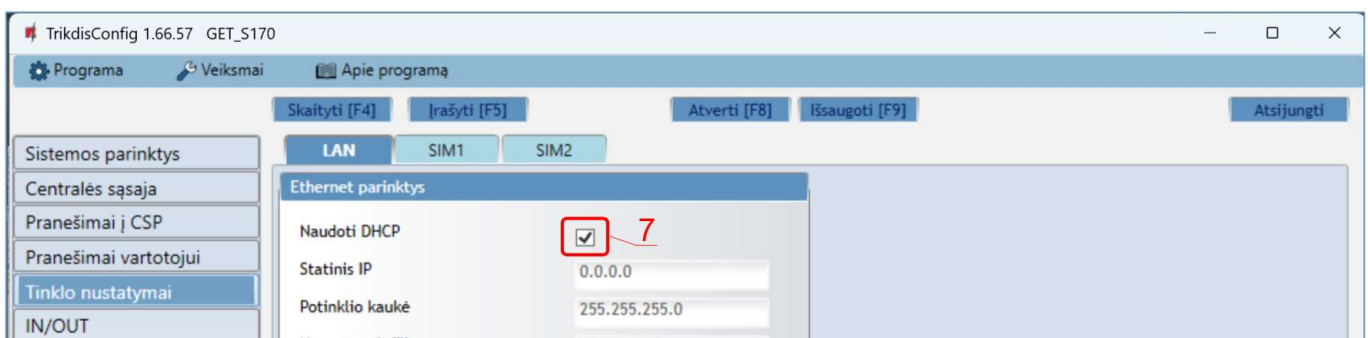 TrikdisConfig 1.66.57 GET_S170
Programa Veiksmai Apie programą
Skaityti [F4] Įrašyti [F5] Atverti [F8] Išsaugoti [F9] Atsijungti
LAN SIM1 SIM2
Sistemos parinktys
Centralės sąsaja
Pranešimai į CSP
Pranešimai vartotojui
Tinklo nustatymai
IN/OUT
Ethernet parinktys
Naudoti DHCP 7
Statinis IP 0.0.0.0
Potinklio kaukė 255.255.255.0